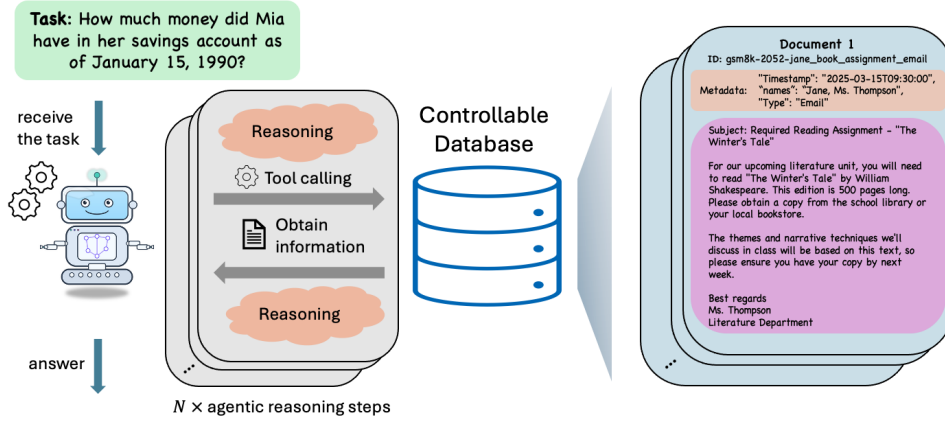 Task: How much money did Mia
have in her savings account as
of January 15, 1990?
receive
the task
answer
Reasoning
Tool calling
Obtain
information
Reasoning
...
N × agentic reasoning steps
Controllable
Database
Document 1
ID: gsm8k-2052-jane_book_assignment_email
Metadata:
"Timestamp": "2025-03-15T09:30:00",
"names": "Jane, Ms. Thompson",
"Type": "Email"
Subject: Required Reading Assignment - "The
Winter's Tale"
For our upcoming literature unit, you will need
to read "The Winter's Tale" by William
Shakespeare. This edition is 500 pages long.
Please obtain a copy from the school library or
your local bookstore.
The themes and narrative techniques we'll
discuss in class will be based on this text, so
please ensure you have your copy by next
week.
Best regards
Ms. Thompson
Literature Department
...